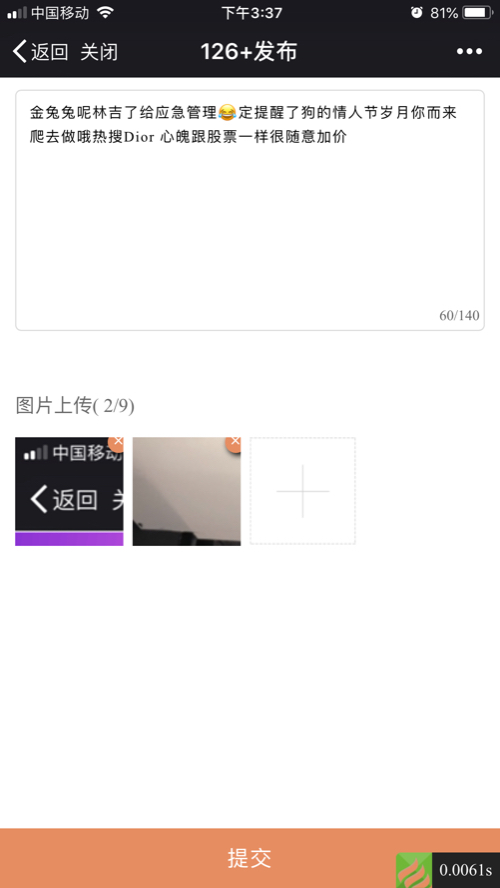 中国移动 下午3:37 81%
返回 关闭 126+发布
金兔兔呢林吉了给应急管理😂定提醒了狗的情人节岁月你而来
爬去做哦热搜Dior 心魄跟股票一样很随意加价
60/140
图片上传( 2/9)
中国移动
返回 关
提交
0.0061s